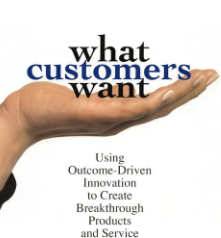 what
customers
want
Using
Outcome-Driven
Innovation
to Create
Breakthrough
Products
and Service